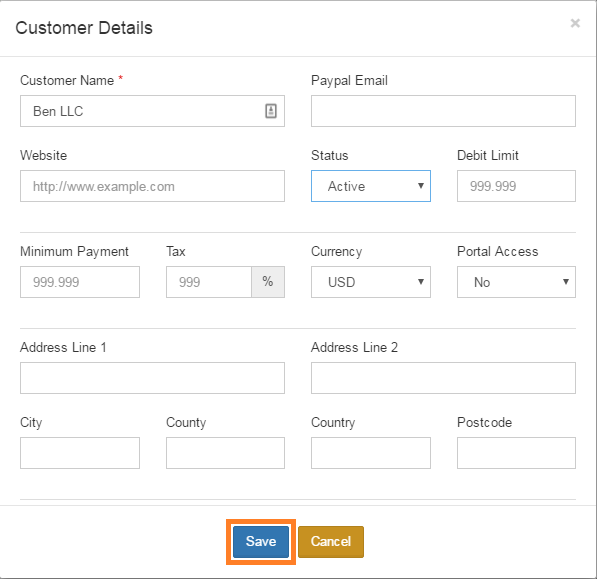 Customer Details ×
Customer Name * Paypal Email
Ben LLC
Website Status Debit Limit
http://www.example.com Active 999.999
Minimum Payment Tax Currency Portal Access
999.999 999 % USD No
Address Line 1 Address Line 2
City County Country Postcode
Save Cancel